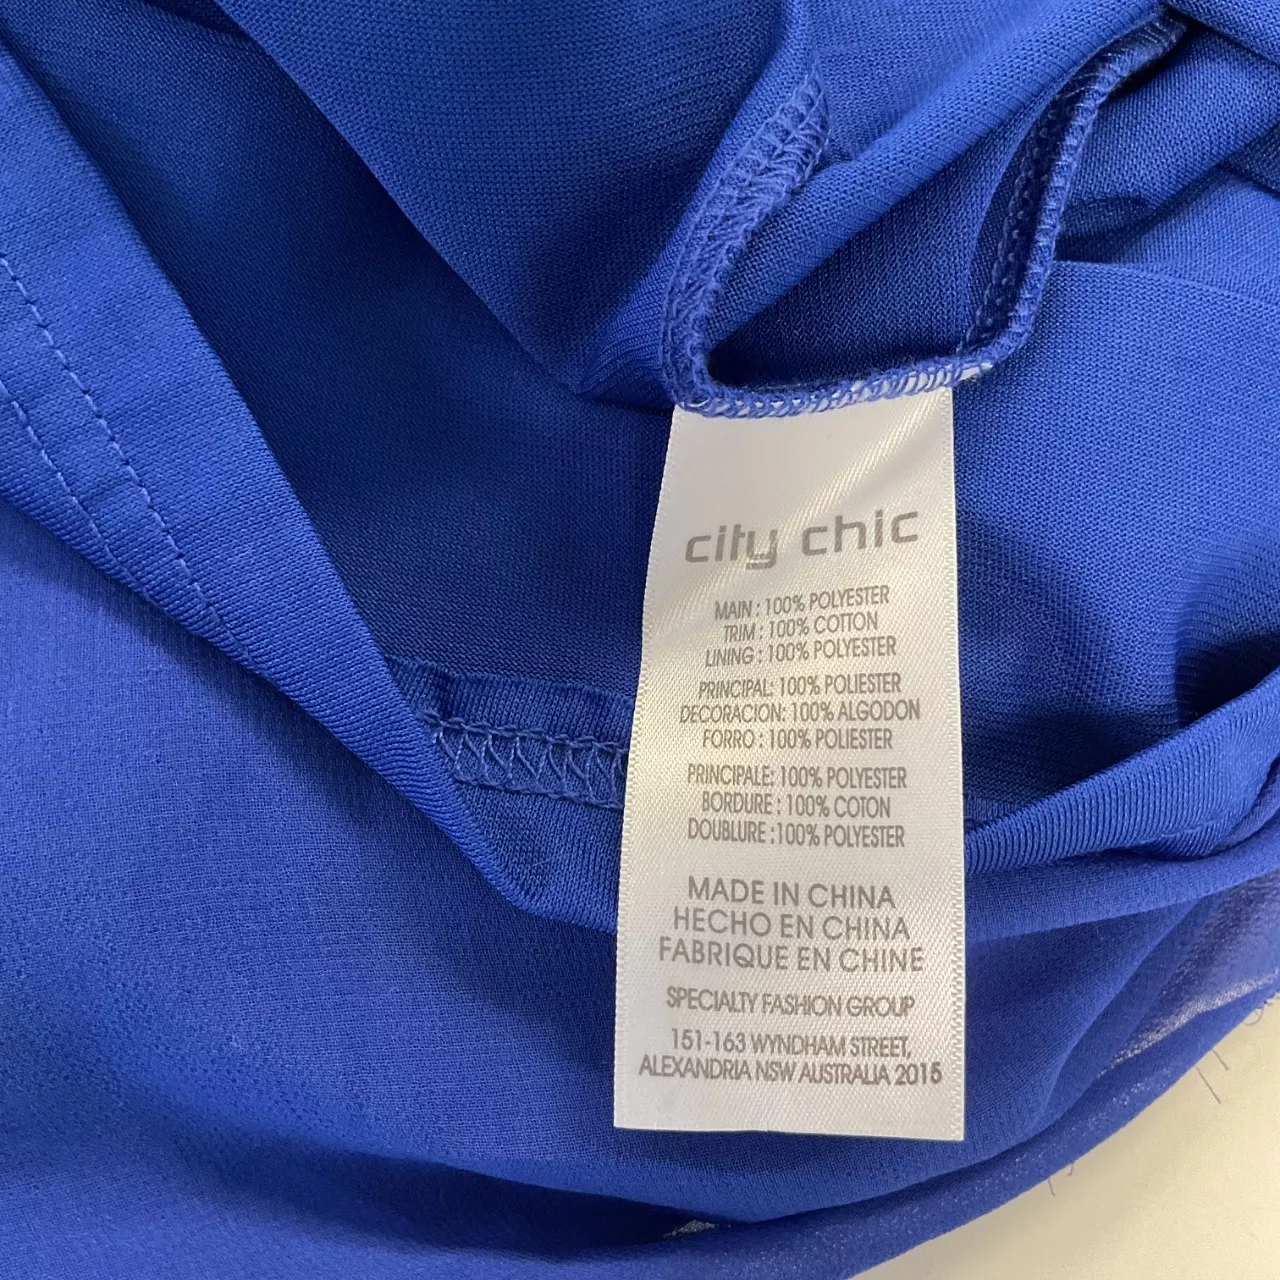 city chic
MAIN : 100% POLYESTER
TRIM : 100% COTTON
LINING : 100% POLYESTER
PRINCIPAL: 100% POLIESTER
DECORACION: 100% ALGODON
FORRO : 100% POLIESTER
PRINCIPALE: 100% POLYESTER
BORDURE : 100% COTON
DOUBLURE :100% POLYESTER
MADE IN CHINA
HECHO EN CHINA
FABRIQUE EN CHINE
SPECIALTY FASHION GROUP
151-163 WYNDHAM STREET,
ALEXANDRIA NSW AUSTRALIA 2015